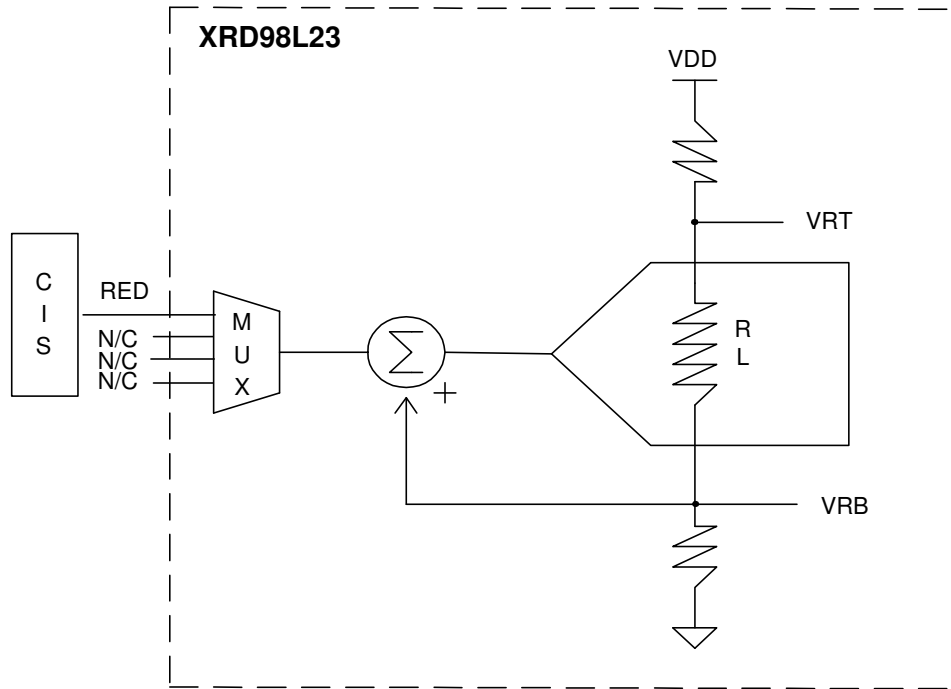 XRD98L23
VDD
VRT
C
I
S
RED
N/C
N/C
N/C
M
U
X
Σ
+
R
L
VRB